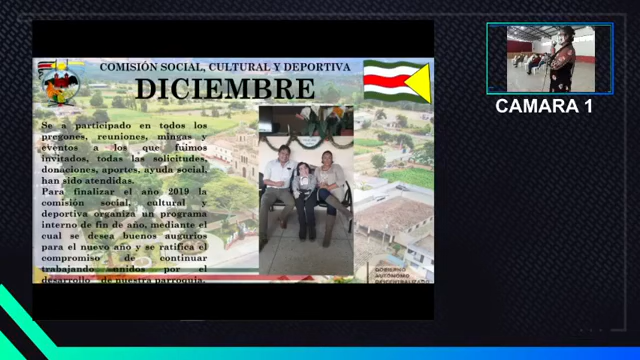 COMISIÓN SOCIAL, CULTURAL Y DEPORTIVA
DICIEMBRE
Se a participado en todos los
pregones, reuniones, mingas y
eventos a los que fuimos
invitados, todas las solicitudes,
donaciones, aportes, ayuda social,
han sido atendidas.
Para finalizar el año 2019 la
comisión social, cultural y
deportiva organiza un programa
interno de fin de año, mediante el
cual se desea buenos augurios
para el nuevo año y se ratifica el
compromiso de continuar
trabajando unidos por el
desarrollo de nuestra parroquia.
GOBIERNO
AUTÓNOMO
DESCENTRALIZADO
CAMARA 1